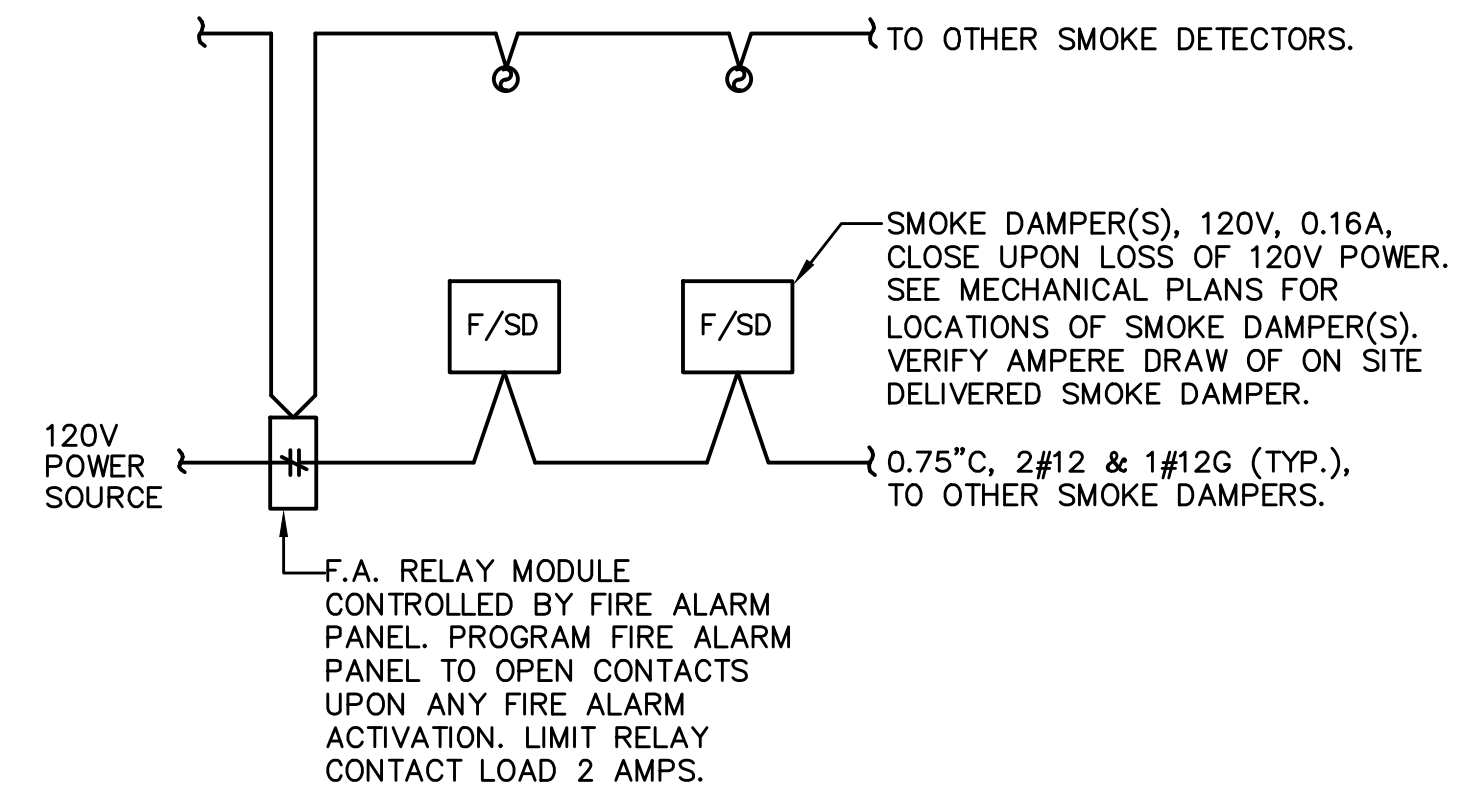 TO OTHER SMOKE DETECTORS.
SMOKE DAMPER(S), 120V, 0.16A,
CLOSE UPON LOSS OF 120V POWER.
SEE MECHANICAL PLANS FOR
LOCATIONS OF SMOKE DAMPER(S).
VERIFY AMPERE DRAW OF ON SITE
DELIVERED SMOKE DAMPER.
F/SD
F/SD
120V
POWER
SOURCE
0.75"C, 2#12 & 1#12G (TYP.),
TO OTHER SMOKE DAMPERS.
F.A. RELAY MODULE
CONTROLLED BY FIRE ALARM
PANEL. PROGRAM FIRE ALARM
PANEL TO OPEN CONTACTS
UPON ANY FIRE ALARM
ACTIVATION. LIMIT RELAY
CONTACT LOAD 2 AMPS.